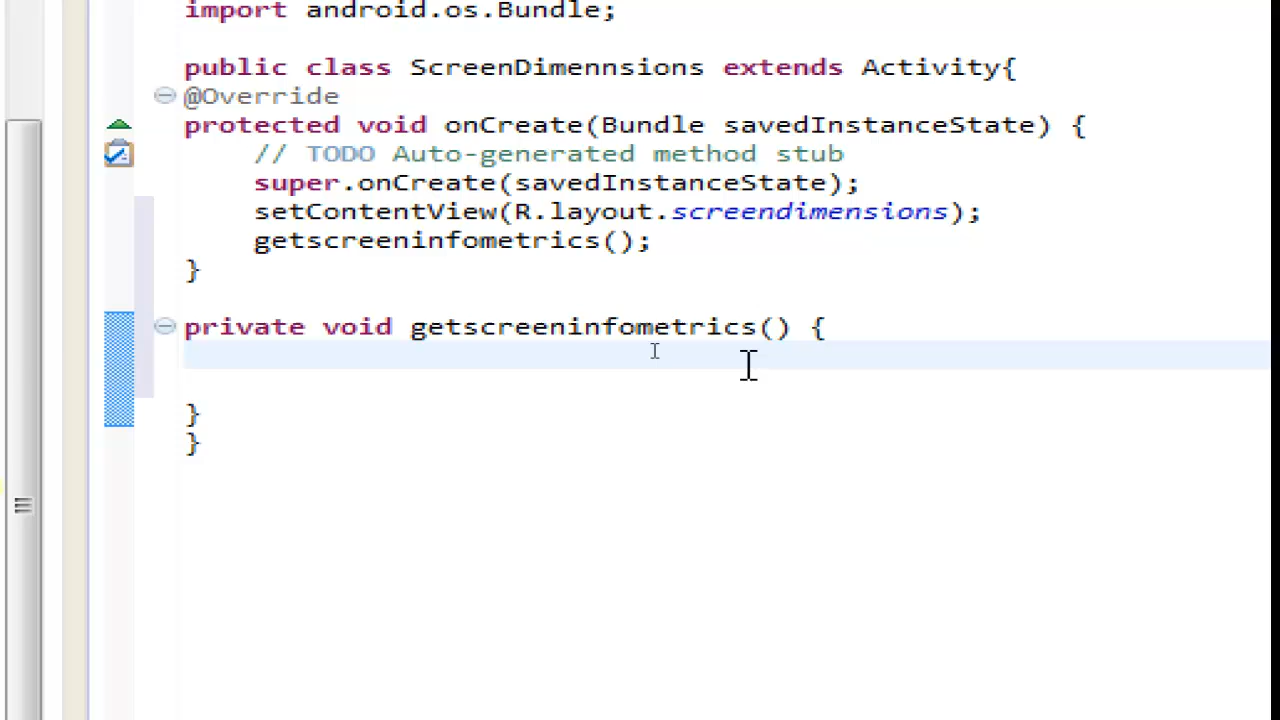 import android.os.Bundle;
public class ScreenDimennsions extends Activity{
@Override
protected void onCreate(Bundle savedInstanceState) {
// TODO Auto-generated method stub
super.onCreate(savedInstanceState);
setContentView(R.layout.screendimensions);
getscreeninfometrics();
}
private void getscreeninfometrics() {
}
}